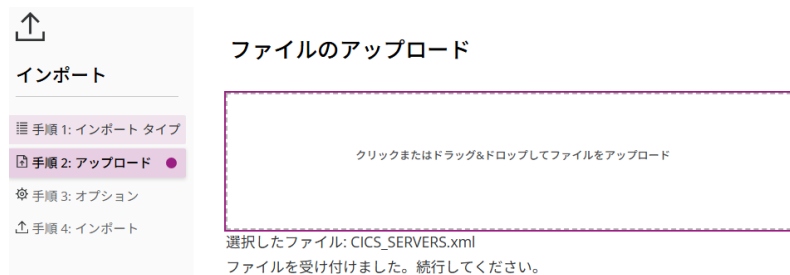 インポート
手順 1: インポート タイプ
手順 2: アップロード
手順 3: オプション
手順 4: インポート
ファイルのアップロード
クリックまたはドラッグ&ドロップしてファイルをアップロード
選択したファイル: CICS_SERVERS.xml
ファイルを受け付けました。続行してください。